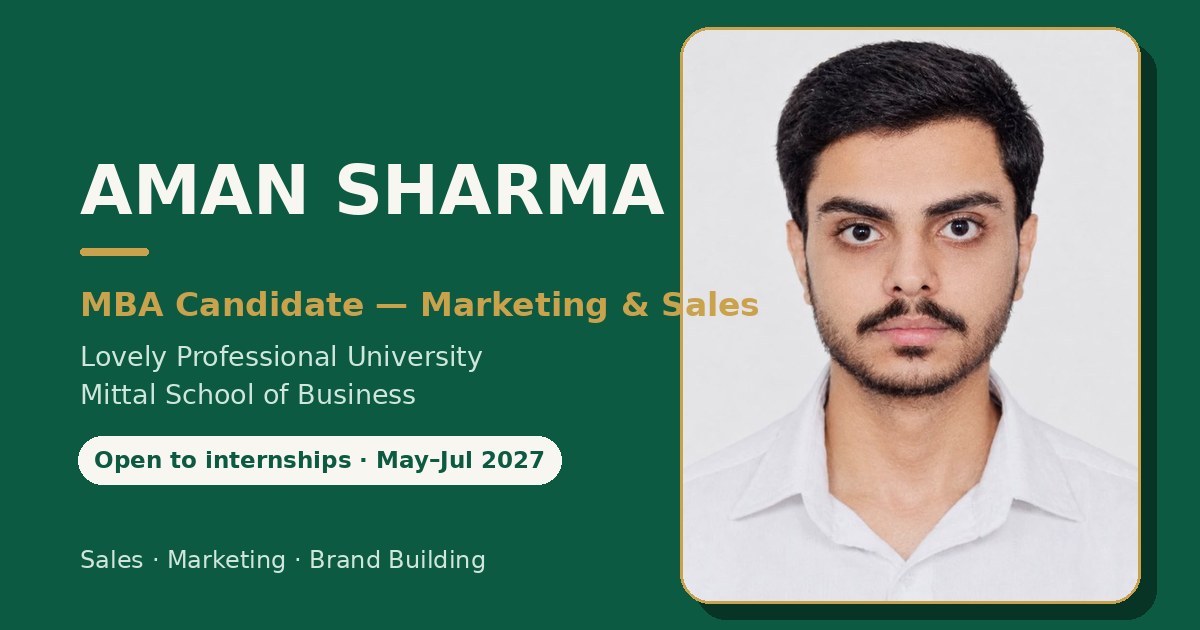 AMAN SHARMA
MBA Candidate — Marketing & Sales
Lovely Professional University
Mittal School of Business
Open to internships · May–Jul 2027
Sales · Marketing · Brand Building